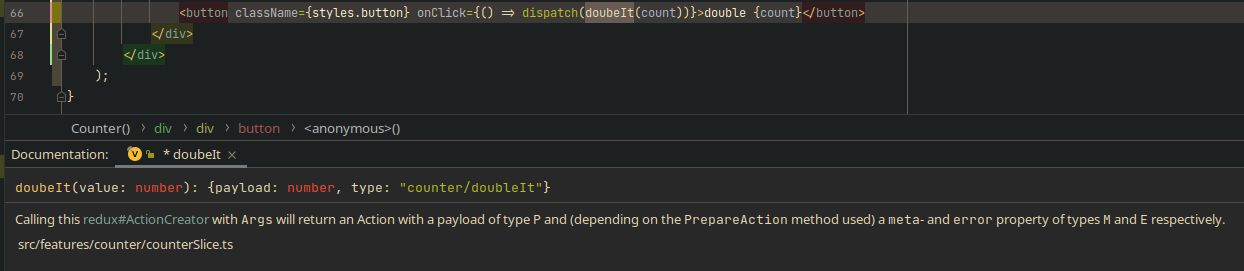 66 <button className={styles.button} onClick={() => dispatch(doubeIt(count))}>double {count}</button>
67 </div>
68 </div>
69 );
70 }
Counter() > div > div > button > <anonymous>()
Documentation: V * doubeIt ×
doubeIt(value: number): {payload: number, type: "counter/doubleIt"}
Calling this redux#ActionCreator with Args will return an Action with a payload of type P and (depending on the PrepareAction method used) a meta- and error property of types M and E respectively.
src/features/counter/counterSlice.ts